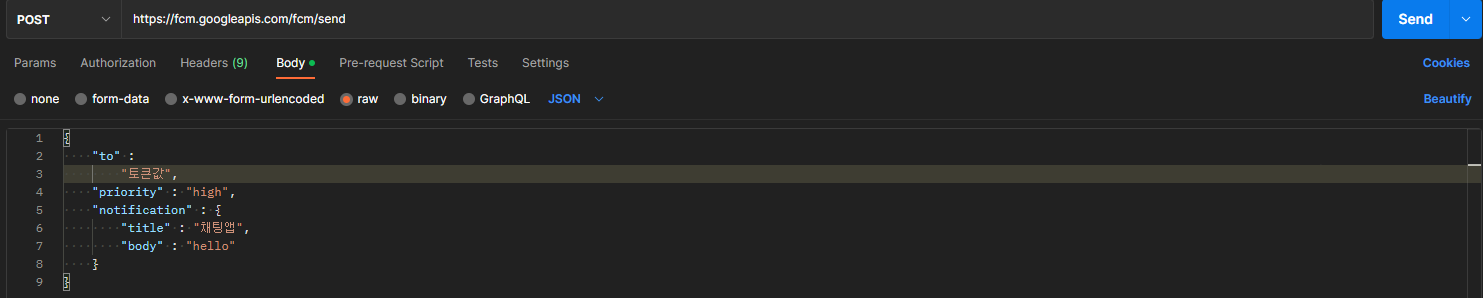 POST https://fcm.googleapis.com/fcm/send Send
Params Authorization Headers (9) Body Pre-request Script Tests Settings Cookies
none form-data x-www-form-urlencoded raw binary GraphQL JSON Beautify
1 {
2 "to" :
3 "토큰값",
4 "priority" : "high",
5 "notification" : {
6 "title" : "채팅앱",
7 "body" : "hello"
8 }
9 }